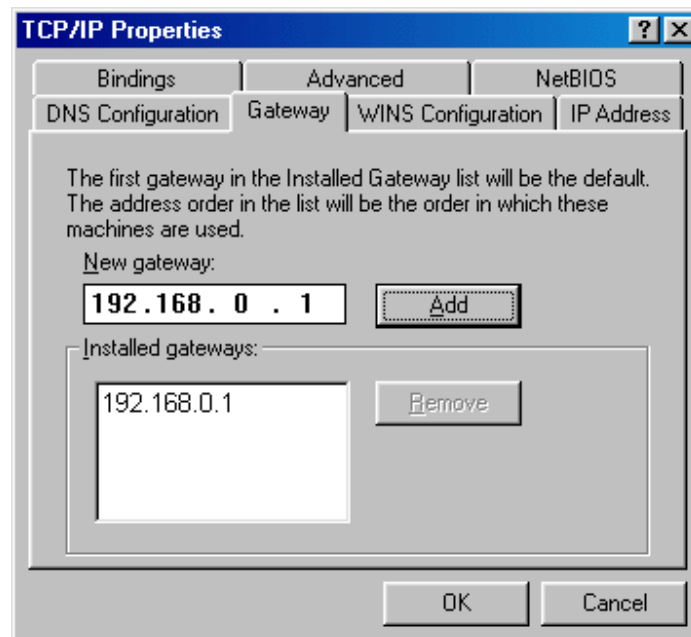 TCP/IP Properties
? X
Bindings Advanced NetBIOS
DNS Configuration Gateway WINS Configuration IP Address
The first gateway in the Installed Gateway list will be the default.
The address order in the list will be the order in which these
machines are used.
New gateway:
192.168. 0 . 1 Add
Installed gateways:
192.168.0.1 Remove
OK Cancel